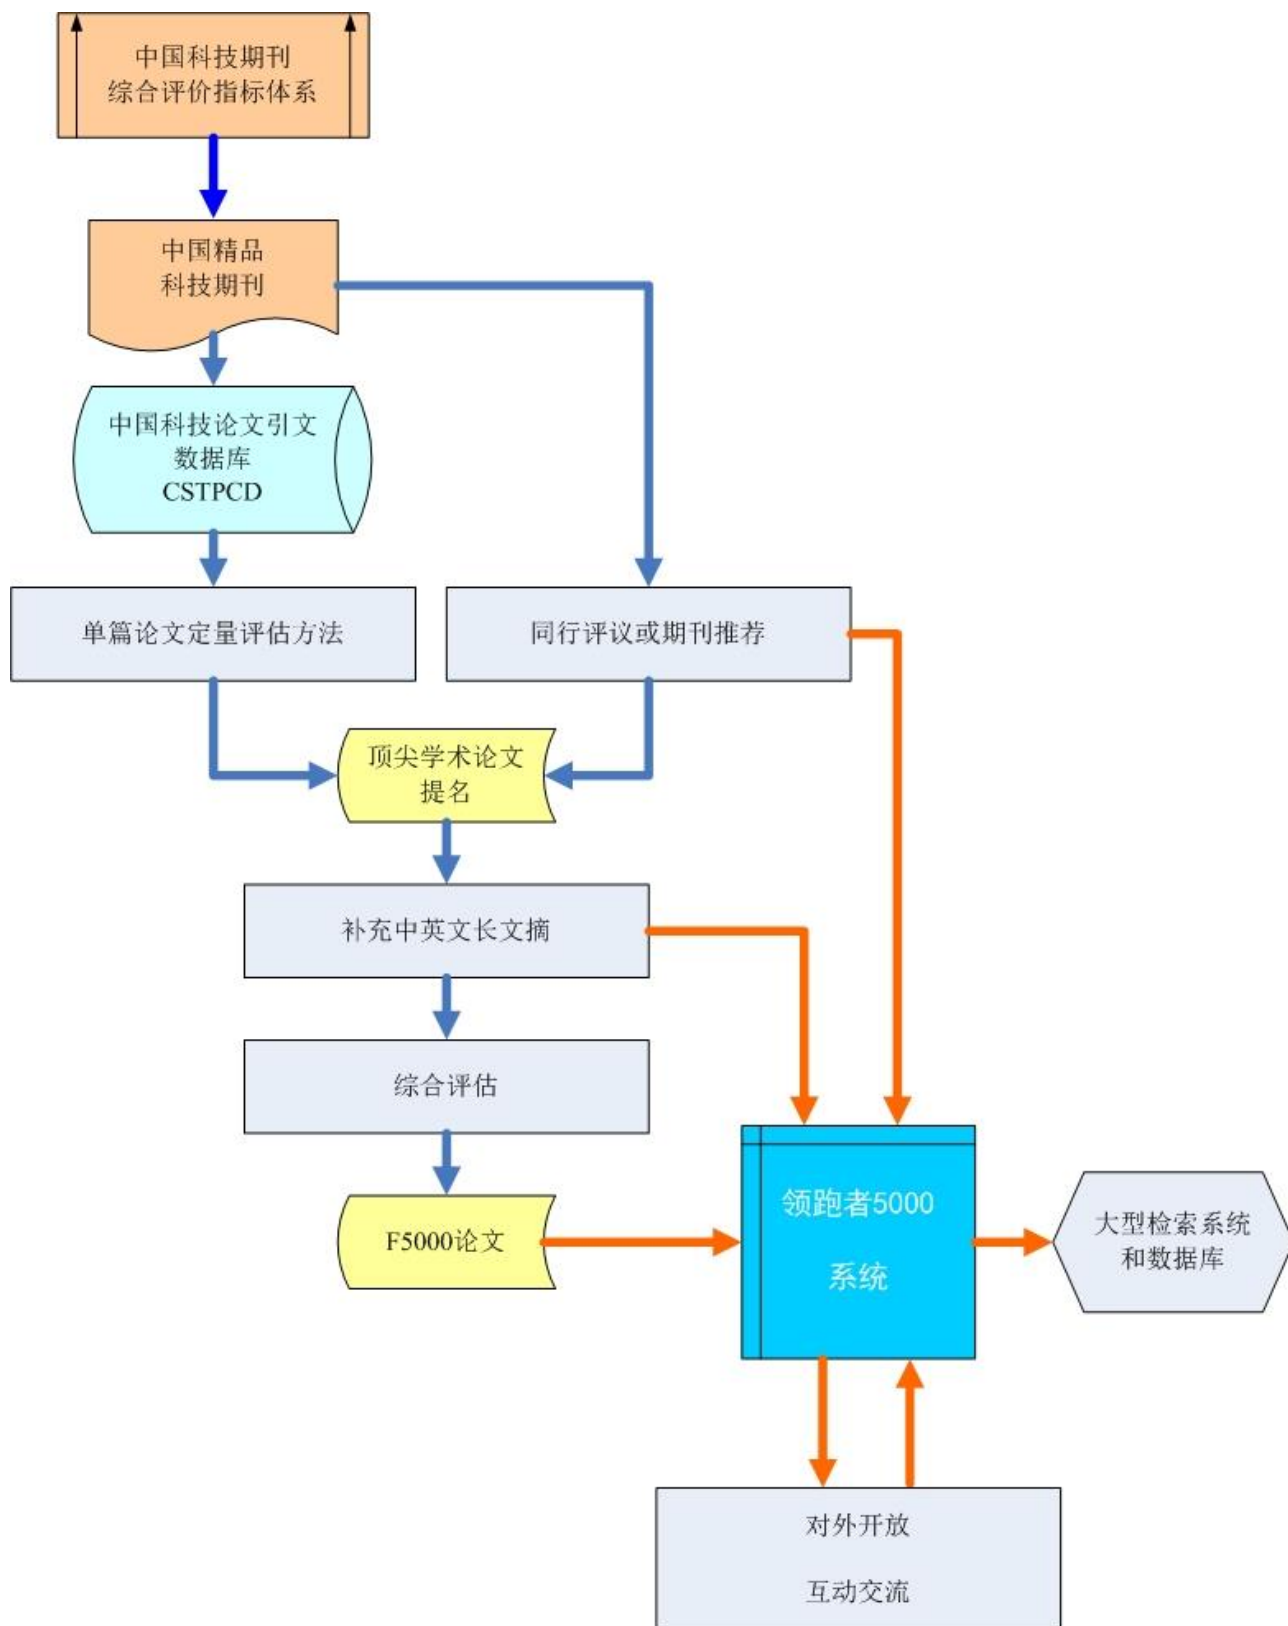 中国科技期刊
综合评价指标体系
中国精品
科技期刊
中国科技论文引文
数据库
CSTPCD
单篇论文定量评估方法
同行评议或期刊推荐
顶尖学术论文
提名
补充中英文长文摘
综合评估
F5000论文
领跑者5000
系统
大型检索系统
和数据库
对外开放
互动交流